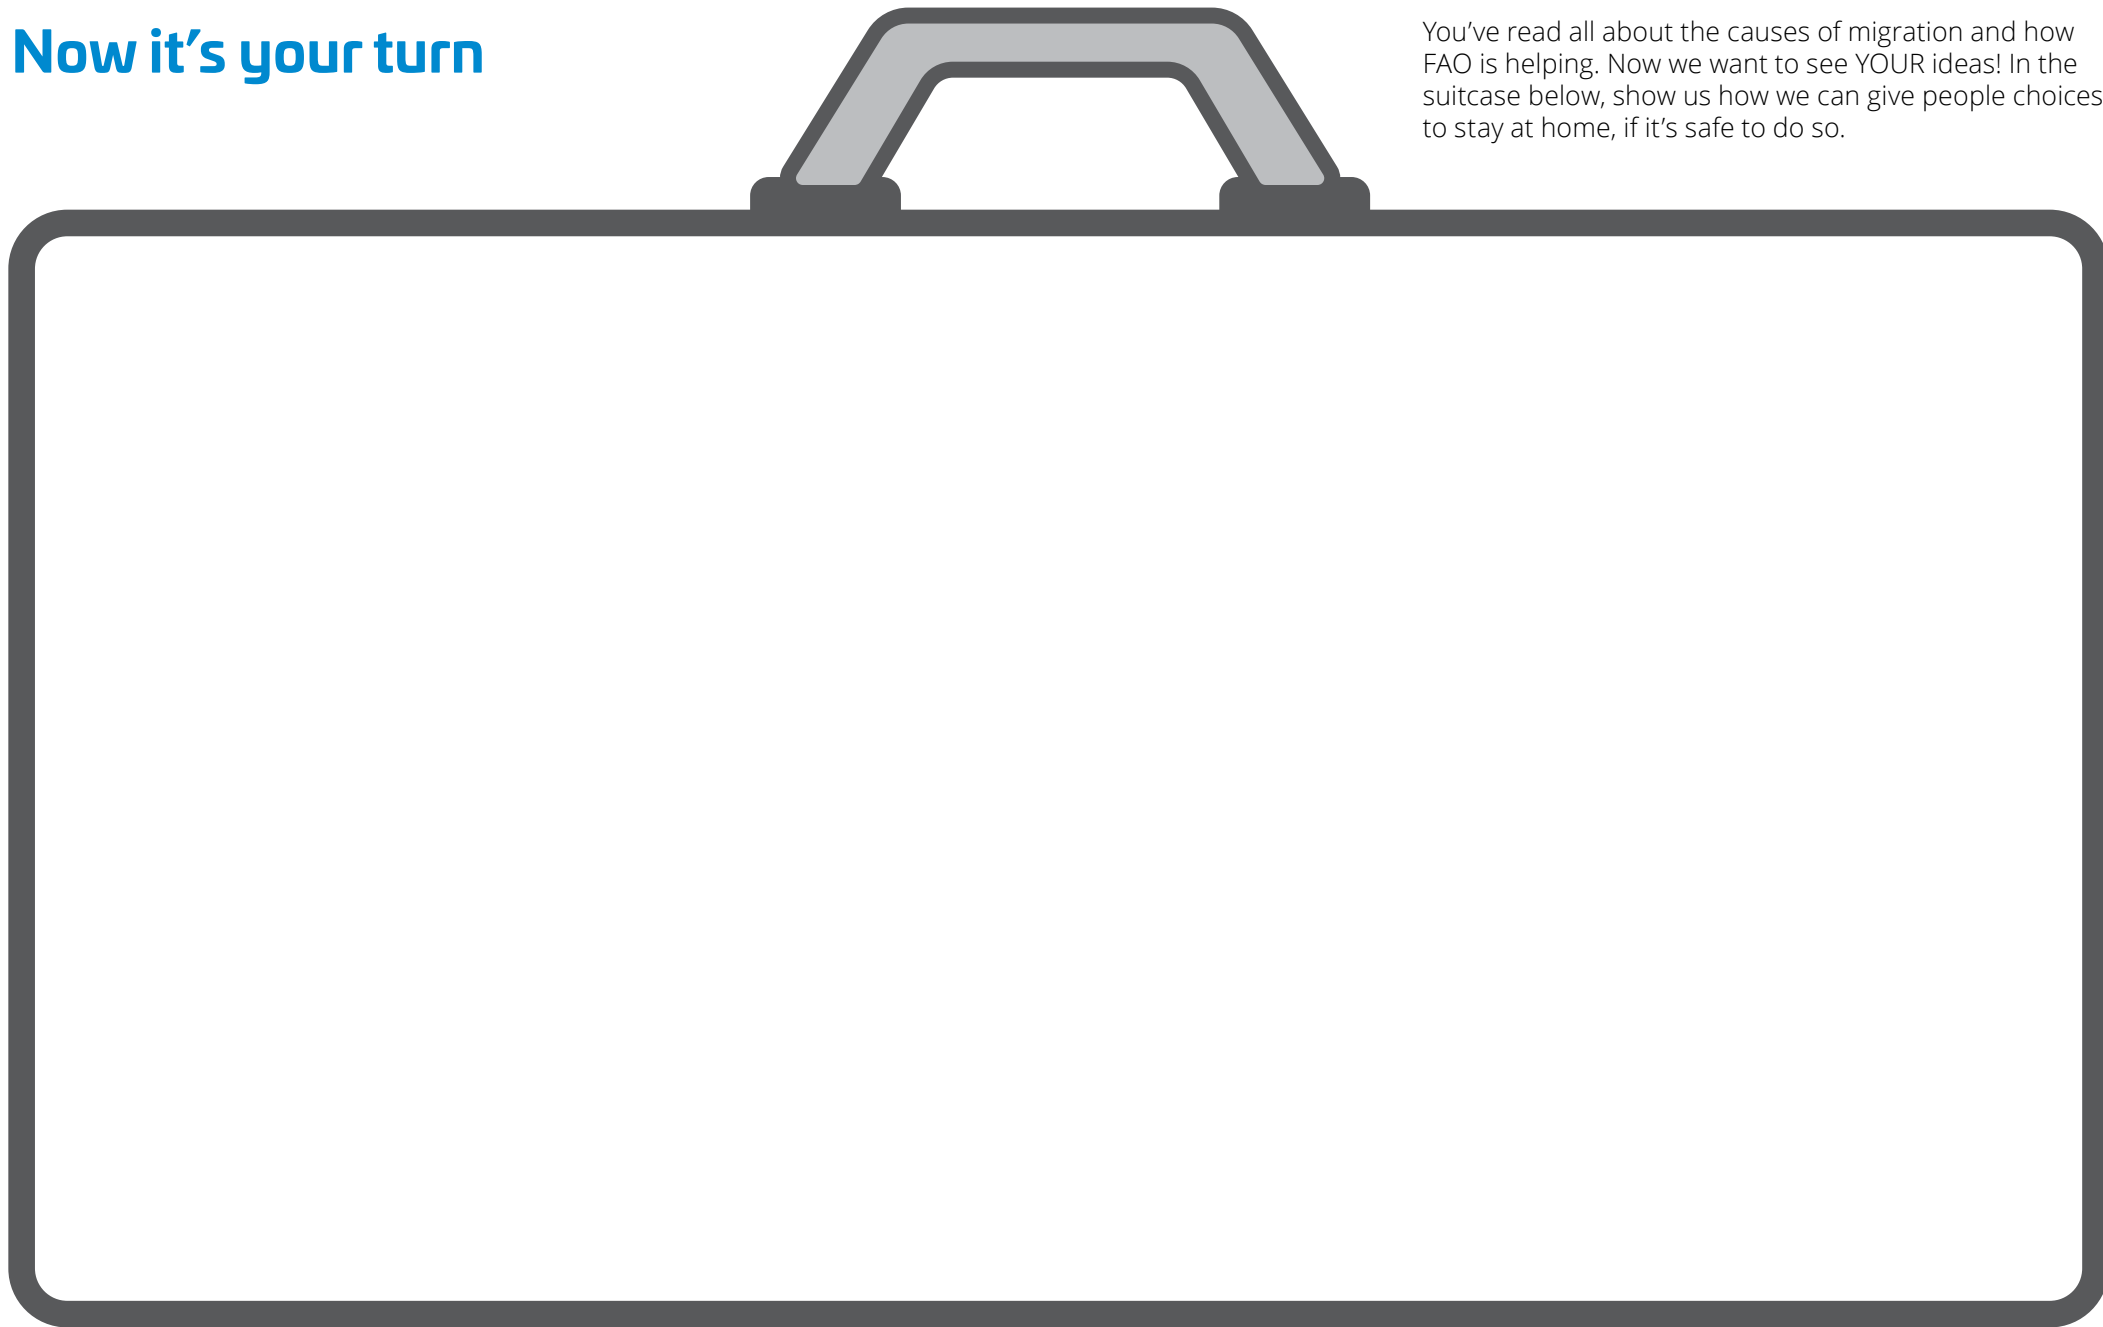 Now it’s your turn
You’ve read all about the causes of migration and how
FAO is helping. Now we want to see YOUR ideas! In the
suitcase below, show us how we can give people choices
to stay at home, if it’s safe to do so.